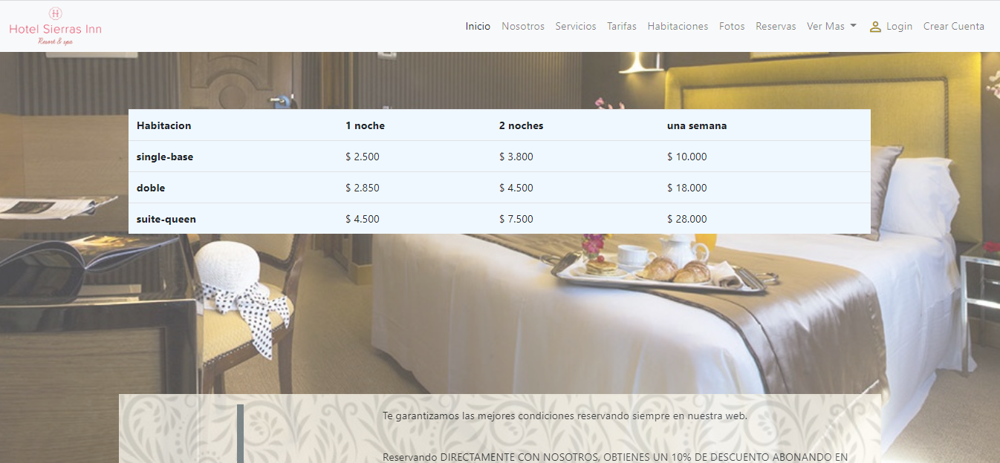 Hotel Sierras Inn
Resort & spa
Inicio Nosotros Servicios Tarifas Habitaciones Fotos Reservas Ver Mas Login Crear Cuenta
Habitacion 1 noche 2 noches una semana
single-base $ 2.500 $ 3.800 $ 10.000
doble $ 2.850 $ 4.500 $ 18.000
suite-queen $ 4.500 $ 7.500 $ 28.000
Te garantizamos las mejores condiciones reservando siempre en nuestra web.
Reservando DIRECTAMENTE CON NOSOTROS, OBTIENES UN 10% DE DESCUENTO ABONANDO EN